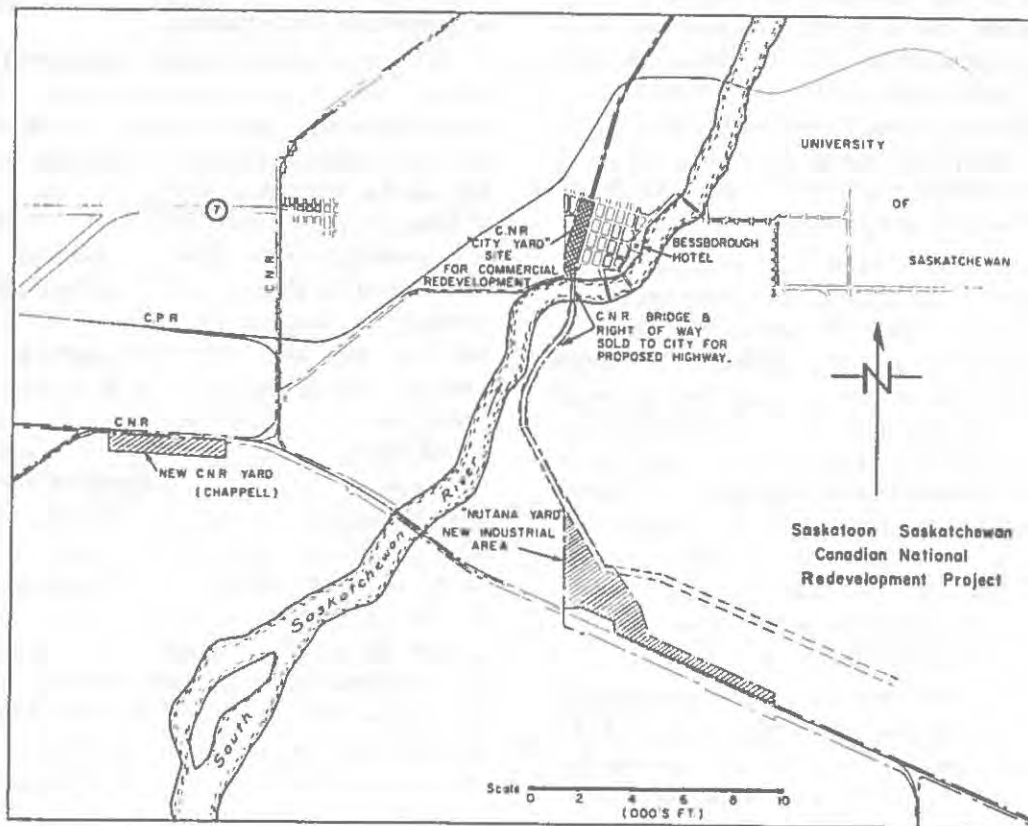 UNIVERSITY
OF
SASKATCHEWAN
7
C.N.R.
"CITY YARD"
SITE
FOR COMMERCIAL
REDEVELOPMENT
BESSBOROUGH
HOTEL
C.N.R.
C.P.R
C.N.R. BRIDGE &
RIGHT OF WAY
SOLD TO CITY FOR
PROPOSED HIGHWAY.
N
CNR
NEW CNR YARD
(CHAPPELL)
"NUTANA YARD"
NEW INDUSTRIAL
AREA
South Saskatchewan River
Saskatoon Saskatchewan
Canadian National
Redevelopment Project
Scale 0 2 4 6 8 10
(000'S FT.)